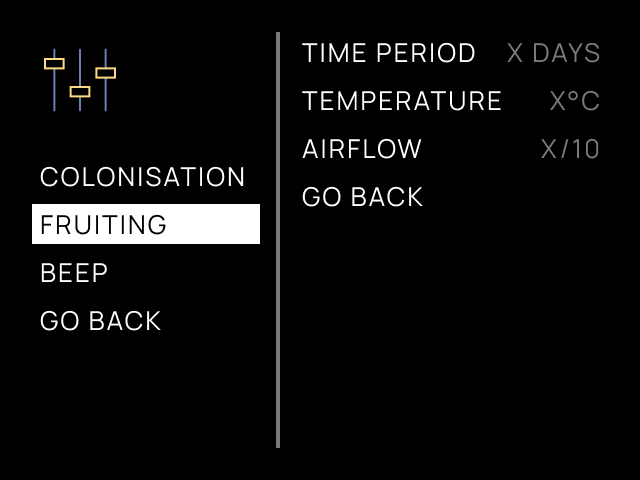 COLONISATION
FRUITING
BEEP
GO BACK
TIME PERIOD X DAYS
TEMPERATURE X°C
AIRFLOW X/10
GO BACK